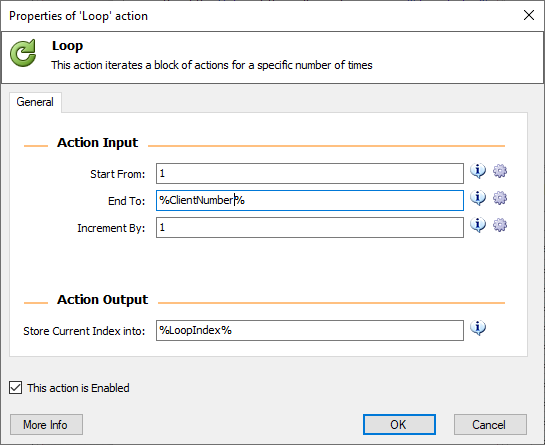 Properties of 'Loop' action
Loop
This action iterates a block of actions for a specific number of times
General
Action Input
Start From: 1
End To: %ClientNumber%
Increment By: 1
Action Output
Store Current Index into: %LoopIndex%
This action is Enabled
More Info OK Cancel